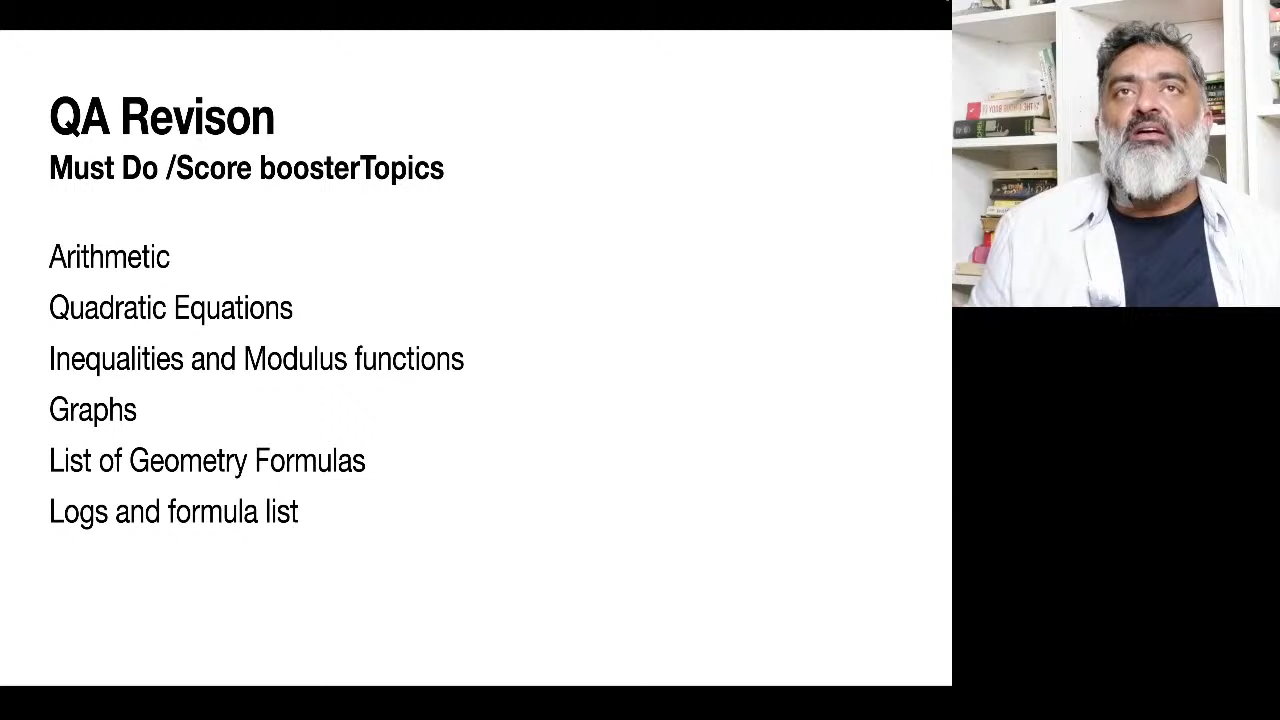 QA Revison
Must Do /Score boosterTopics
Arithmetic
Quadratic Equations
Inequalities and Modulus functions
Graphs
List of Geometry Formulas
Logs and formula list